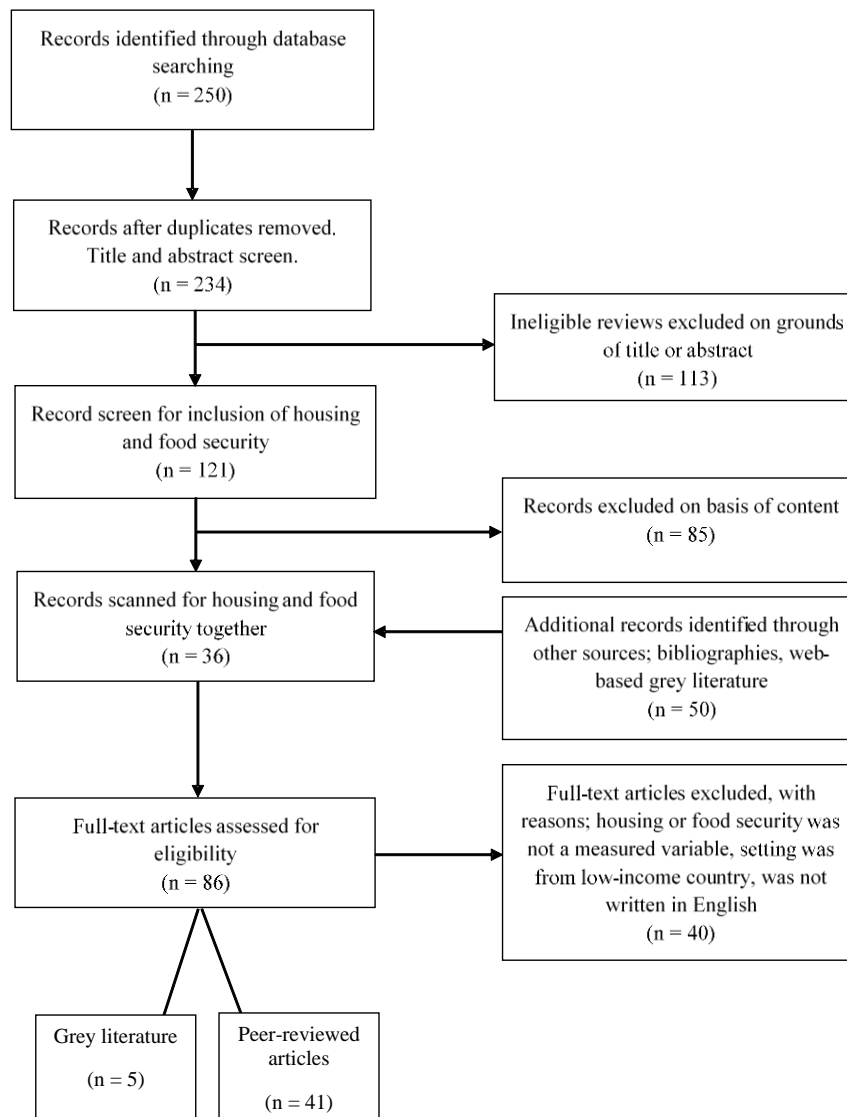 Records identified through database
searching
(n = 250)
Records after duplicates removed.
Title and abstract screen.
(n = 234)
Ineligible reviews excluded on grounds
of title or abstract
(n = 113)
Record screen for inclusion of housing
and food security
(n = 121)
Records excluded on basis of content
(n = 85)
Records scanned for housing and food
security together
(n = 36)
Additional records identified through
other sources; bibliographies, web-
based grey literature
(n = 50)
Full-text articles assessed for
eligibility
(n = 86)
Full-text articles excluded, with
reasons; housing or food security was
not a measured variable, setting was
from low-income country, was not
written in English
(n = 40)
Grey literature
(n = 5)
Peer-reviewed
articles
(n = 41)